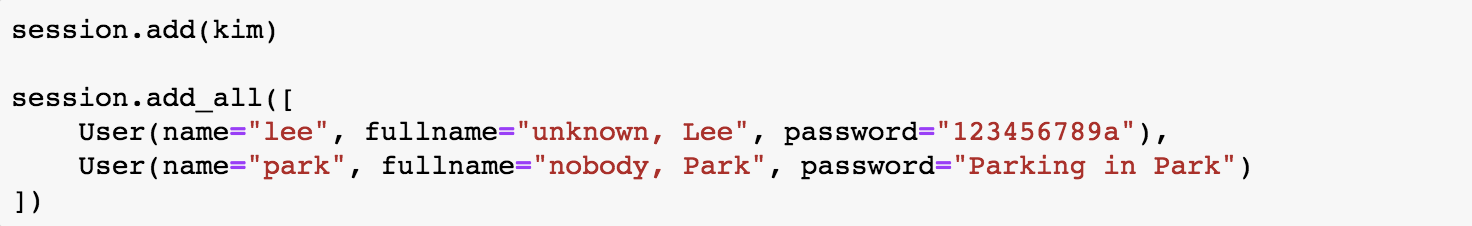 session.add(kim)
session.add_all([
    User(name="lee", fullname="unknown, Lee", password="123456789a"),
    User(name="park", fullname="nobody, Park", password="Parking in Park")
])